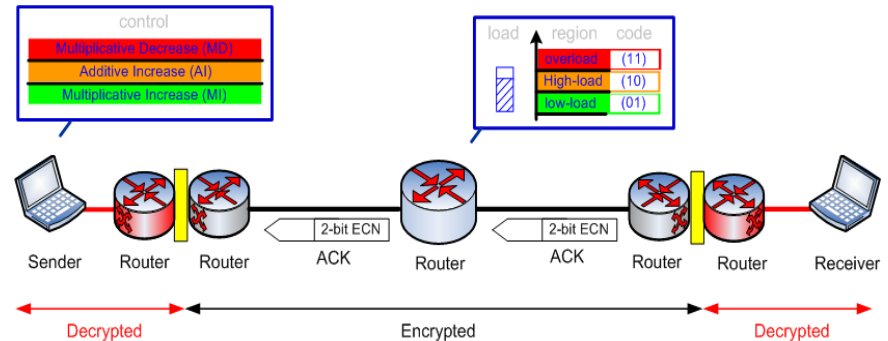 control
Multiplicative Decrease (MD)
Additive Increase (AI)
Multiplicative Increase (MI)
load region code
overload (11)
High-load (10)
low-load (01)
2-bit ECN
2-bit ECN
Sender
Router
Router
ACK
Router
ACK
Router
Router
Receiver
Decrypted
Encrypted
Decrypted